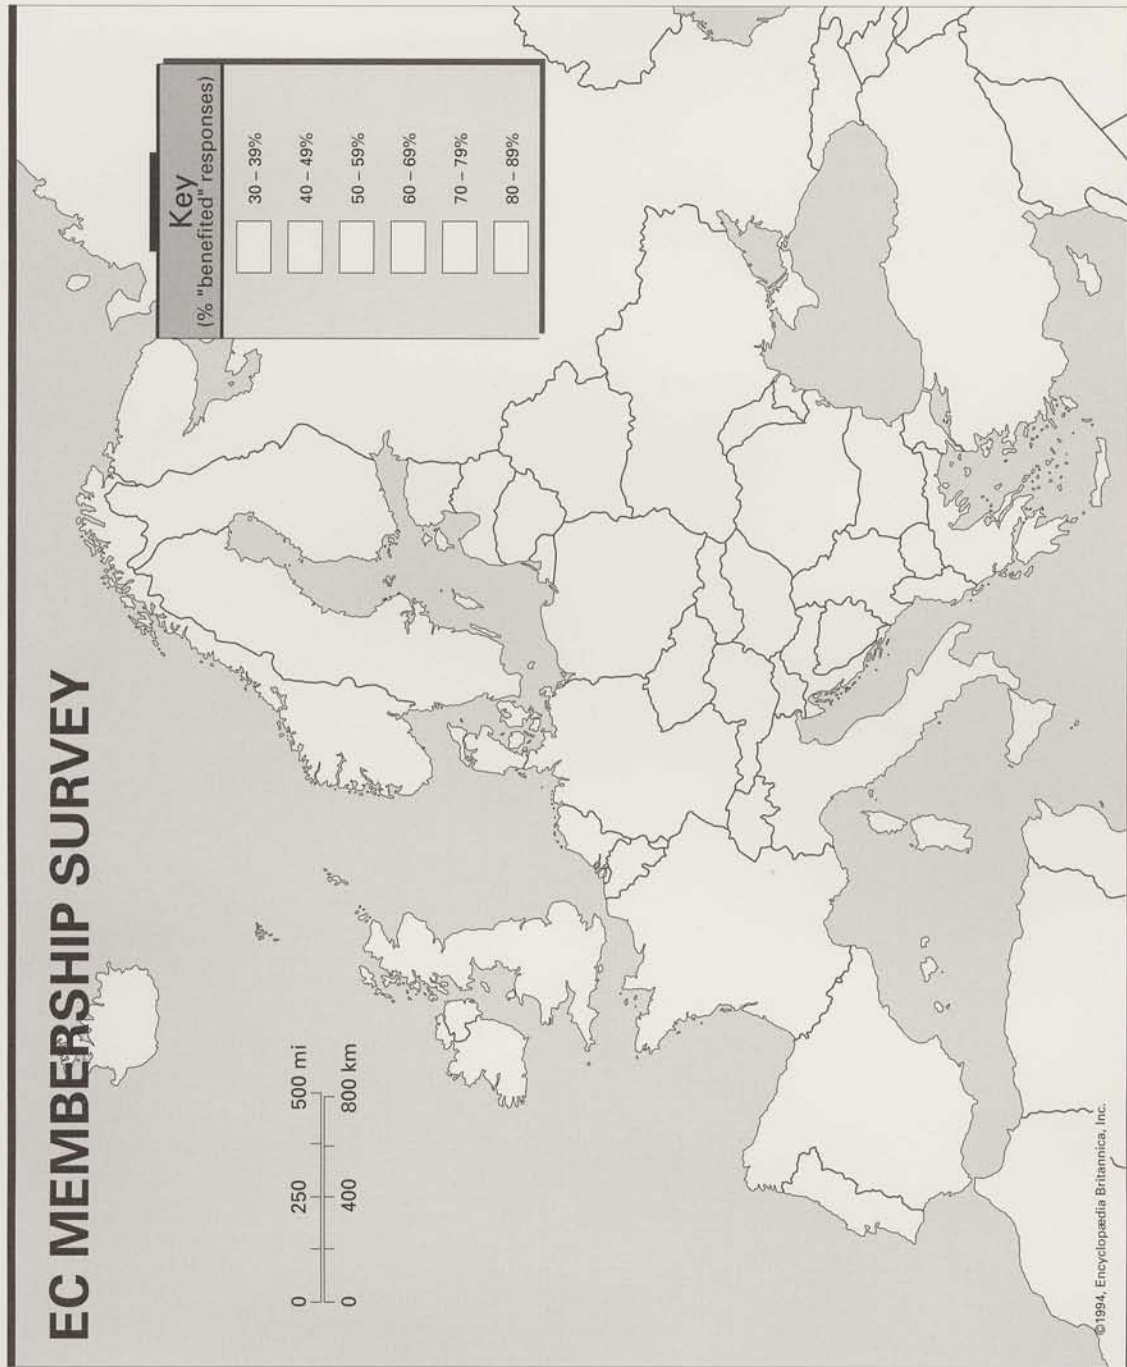 EC MEMBERSHIP SURVEY
Key
(% "benefited" responses)
30 – 39%
40 – 49%
50 – 59%
60 – 69%
70 – 79%
80 – 89%
0 250 500 mi
0 400 800 km
©1994, Encyclopædia Britannica, Inc.